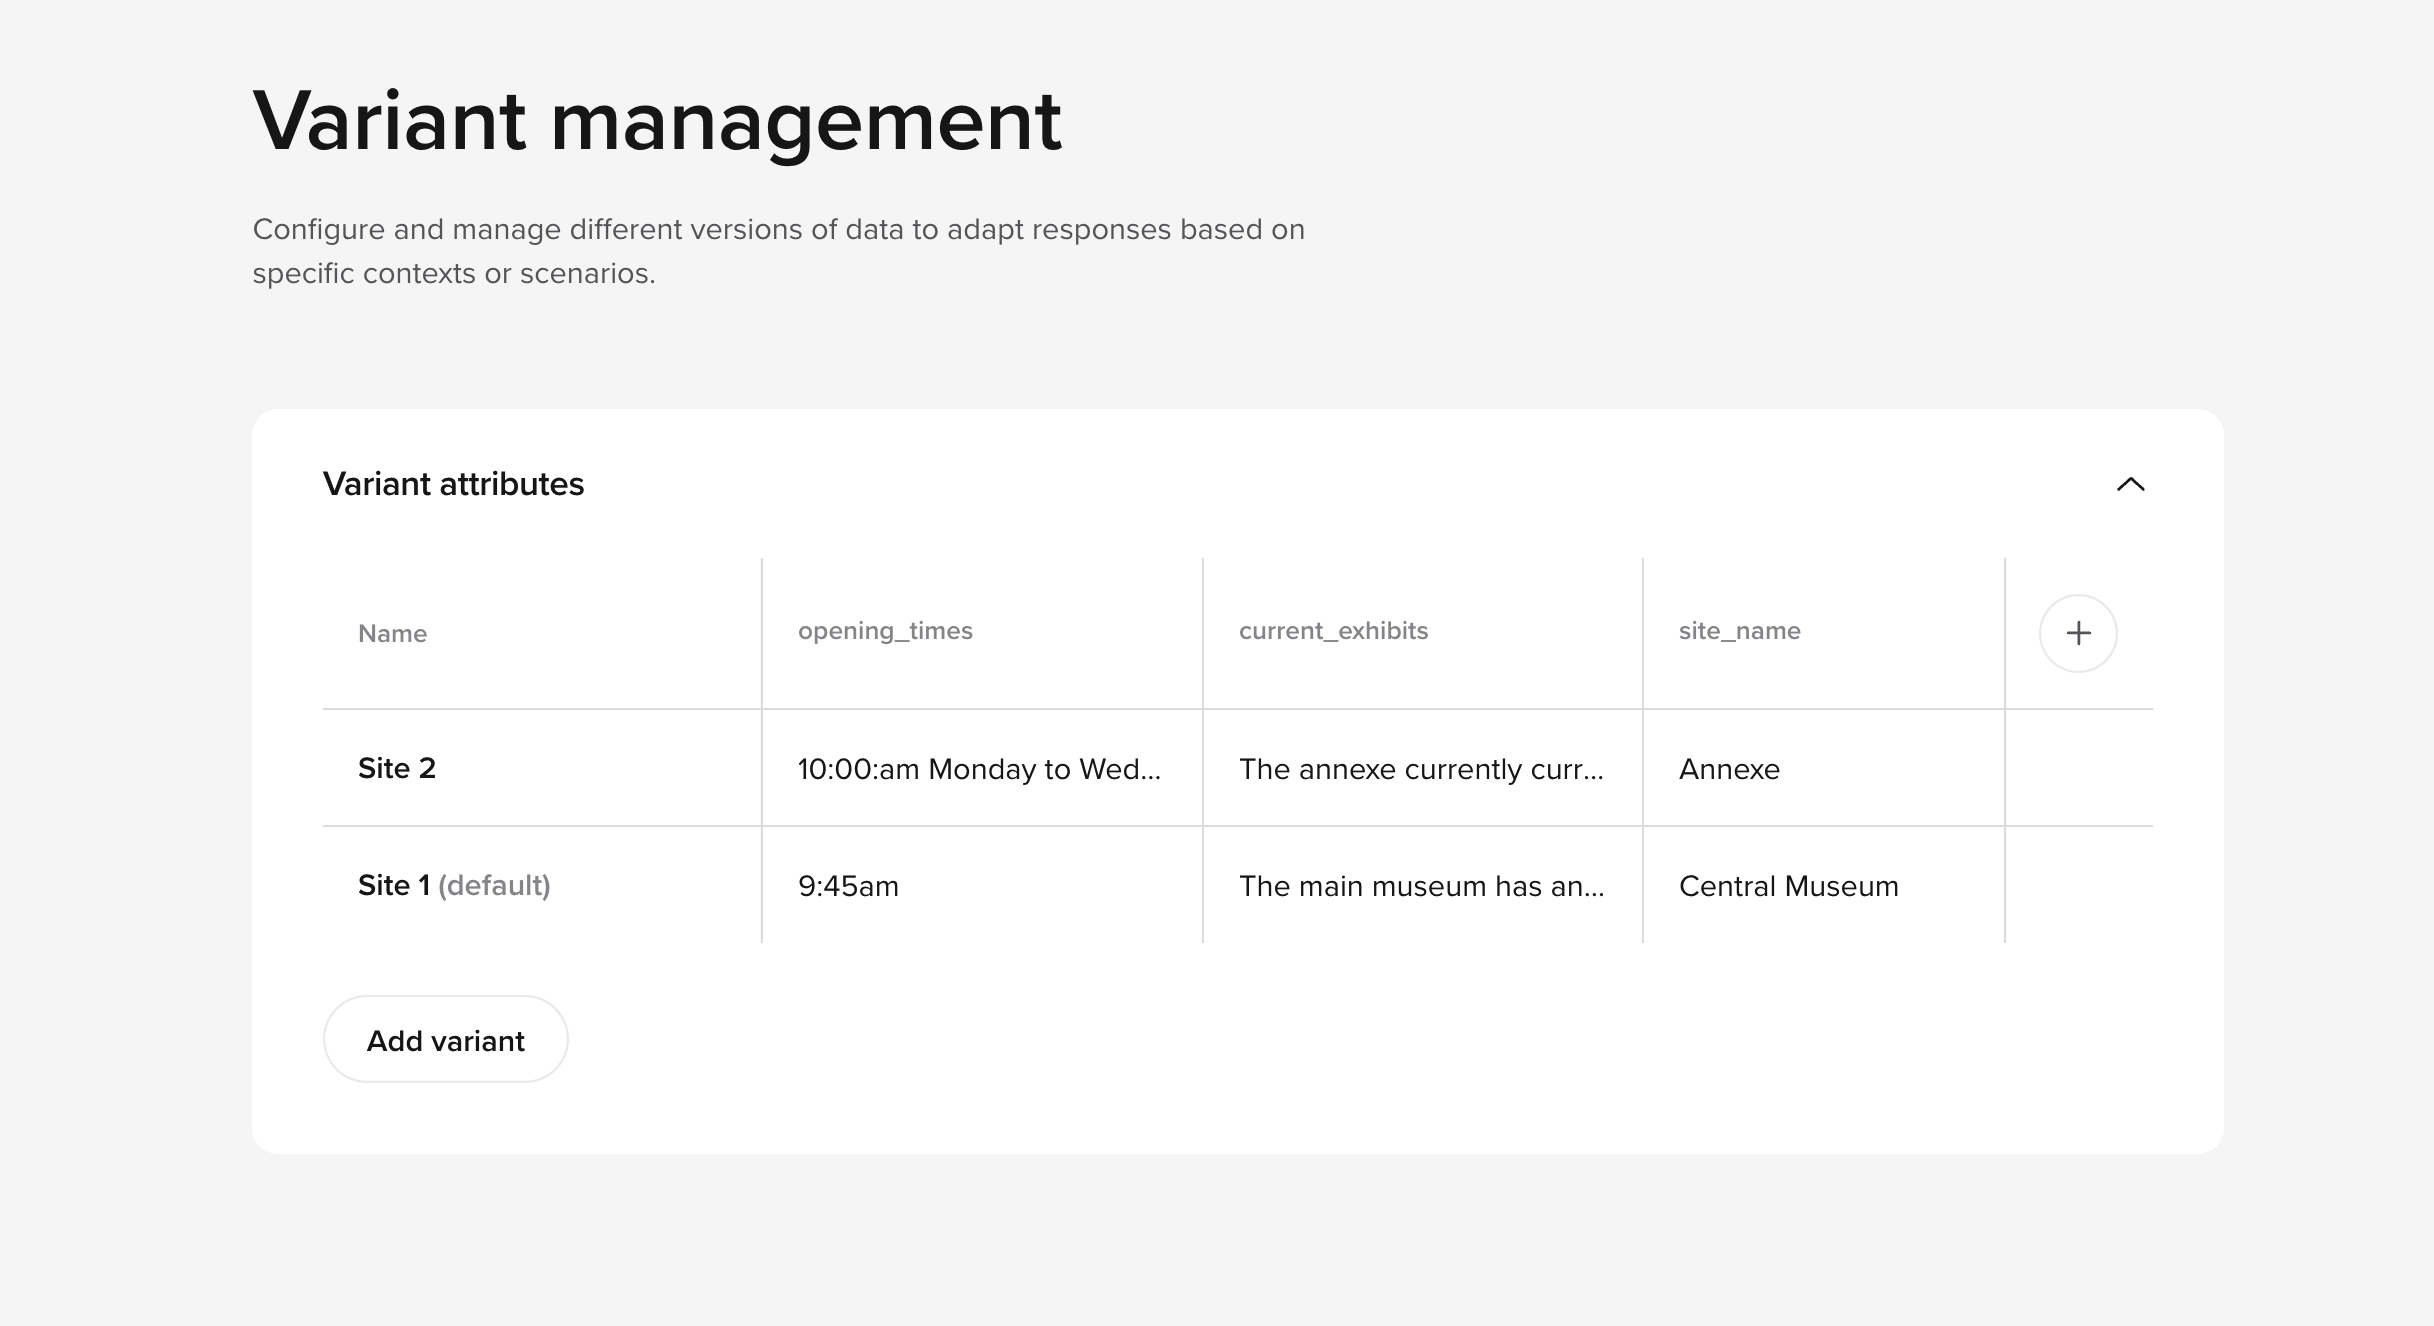 Variant management
Configure and manage different versions of data to adapt responses based on
specific contexts or scenarios.
Variant attributes
Name opening_times current_exhibits site_name
Site 2 10:00:am Monday to Wed... The annexe currently curr... Annexe
Site 1 (default) 9:45am The main museum has an... Central Museum
Add variant